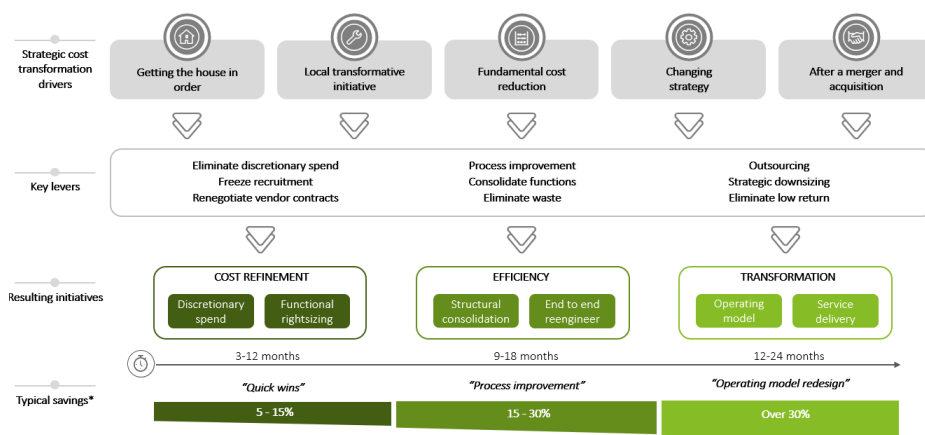 Strategic cost
transformation
drivers
Getting the house in
order
Local transformative
initiative
Fundamental cost
reduction
Changing
strategy
After a merger and
acquisition
Key levers
Eliminate discretionary spend
Freeze recruitment
Renegotiate vendor contracts
Process improvement
Consolidate functions
Eliminate waste
Outsourcing
Strategic downsizing
Eliminate low return
Resulting initiatives
COST REFINEMENT
Discretionary
spend
Functional
rightsizing
EFFICIENCY
Structural
consolidation
End to end
reengineer
TRANSFORMATION
Operating
model
Service
delivery
3-12 months
9-18 months
12-24 months
Typical savings*
"Quick wins"
5 - 15%
"Process improvement"
15 - 30%
"Operating model redesign"
Over 30%